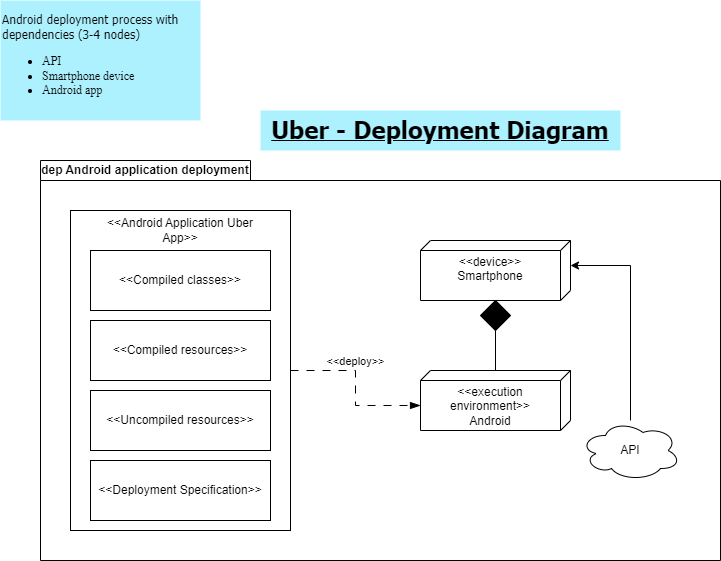 Android deployment process with
dependencies (3-4 nodes)
API
Smartphone device
Android app
Uber - Deployment Diagram
dep Android application deployment
<<Android Application Uber
App>>
<<Compiled classes>>
<<Compiled resources>>
<<Uncompiled resources>>
<<Deployment Specification>>
<<deploy>>
<<device>>
Smartphone
<<execution
environment>>
Android
API